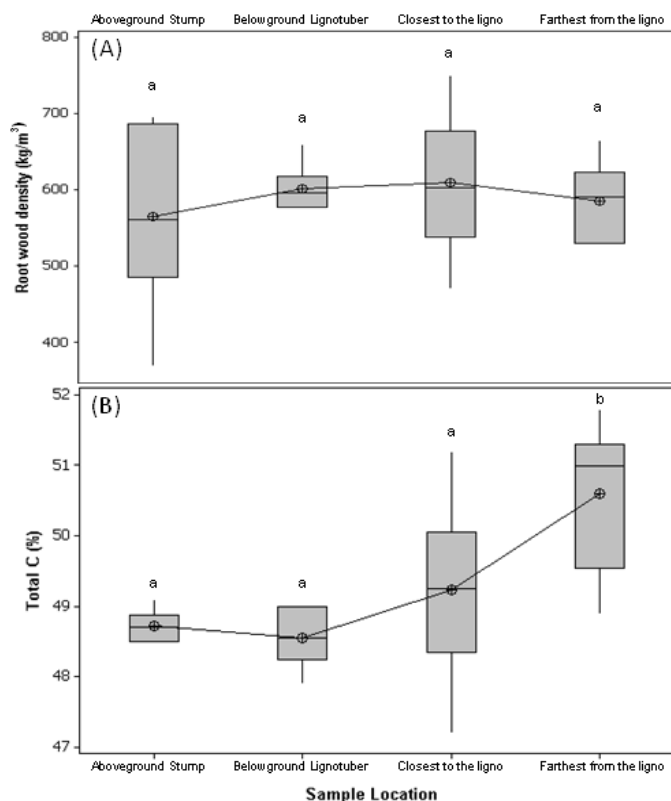 Aboveground Stump Belowground Lignotuber Closest to the ligno Farthest from the ligno
800
(A)
a
a
a
a
700
600
500
400
Root wood density (kg/m³)
52
(B)
b
a
51
50
a
a
49
48
47
Total C (%)
Aboveground Stump Belowground Lignotuber Closest to the ligno Farthest from the ligno
Sample Location